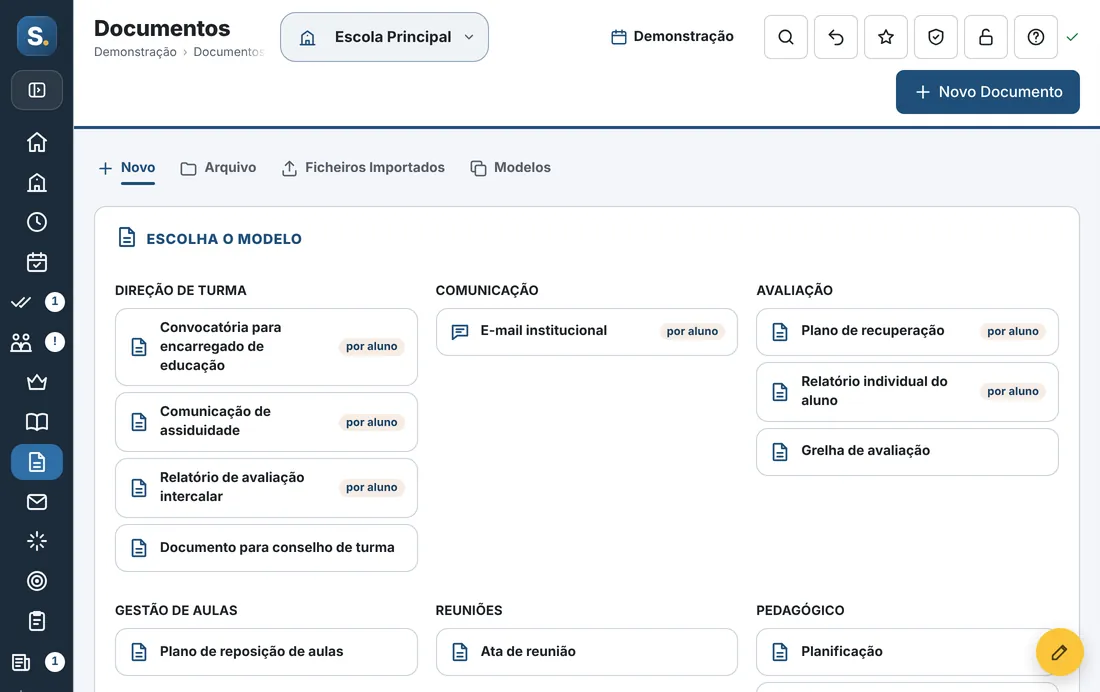 S.
Documentos
Demonstração › Documentos
Escola Principal
Demonstração
Novo Documento
Novo
Arquivo
Ficheiros Importados
Modelos
ESCOLHA O MODELO
DIREÇÃO DE TURMA
Convocatória para
encarregado de
educação
por aluno
Comunicação de
assiduidade
por aluno
Relatório de avaliação
intercalar
por aluno
Documento para conselho de turma
COMUNICAÇÃO
E-mail institucional
por aluno
AVALIAÇÃO
Plano de recuperação
por aluno
Relatório individual do
aluno
por aluno
Grelha de avaliação
GESTÃO DE AULAS
Plano de reposição de aulas
REUNIÕES
Ata de reunião
PEDAGÓGICO
Planificação
1
!
1